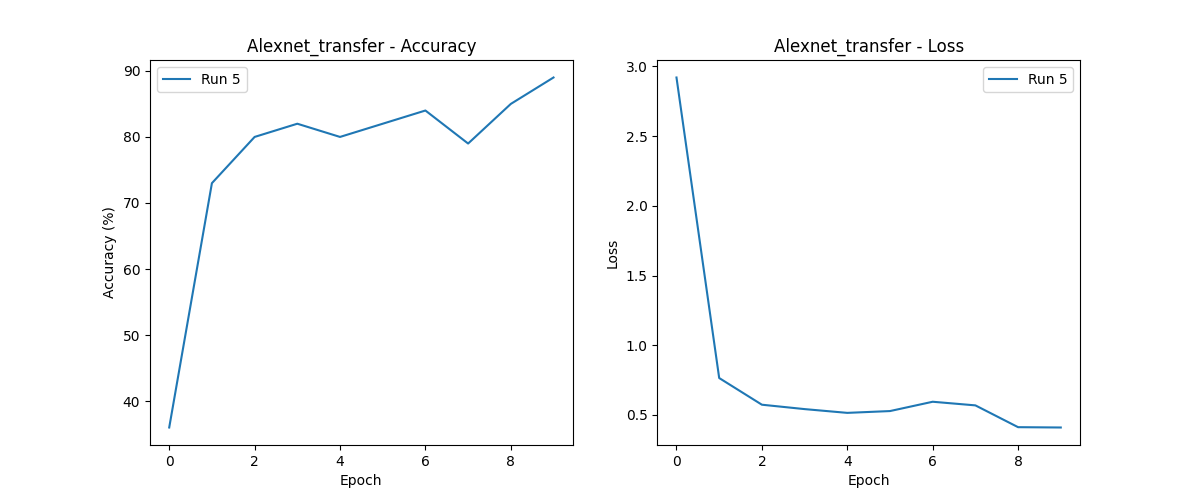 Alexnet_transfer - Accuracy
Run 5
90
80
70
60
50
40
Accuracy (%)
0 2 4 6 8
Epoch
Alexnet_transfer - Loss
Run 5
3.0
2.5
2.0
1.5
1.0
0.5
Loss
0 2 4 6 8
Epoch